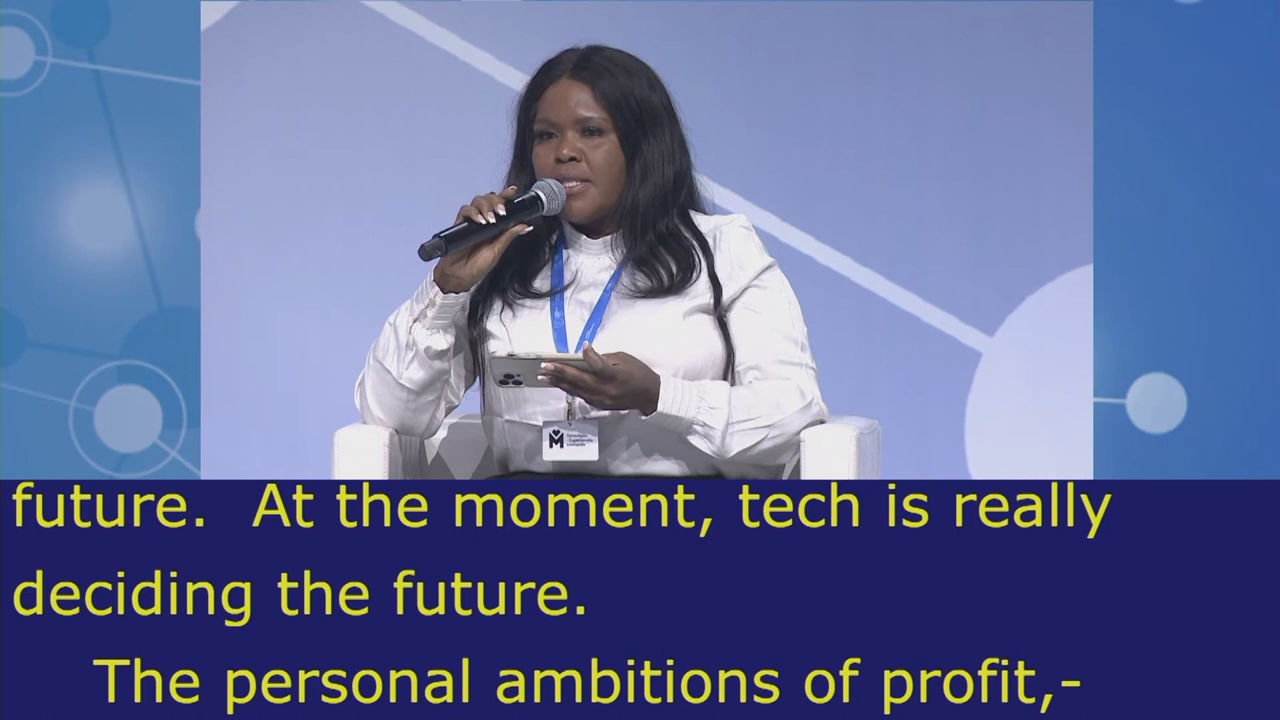 M
future.  At the moment, tech is really
deciding the future.
The personal ambitions of profit,-